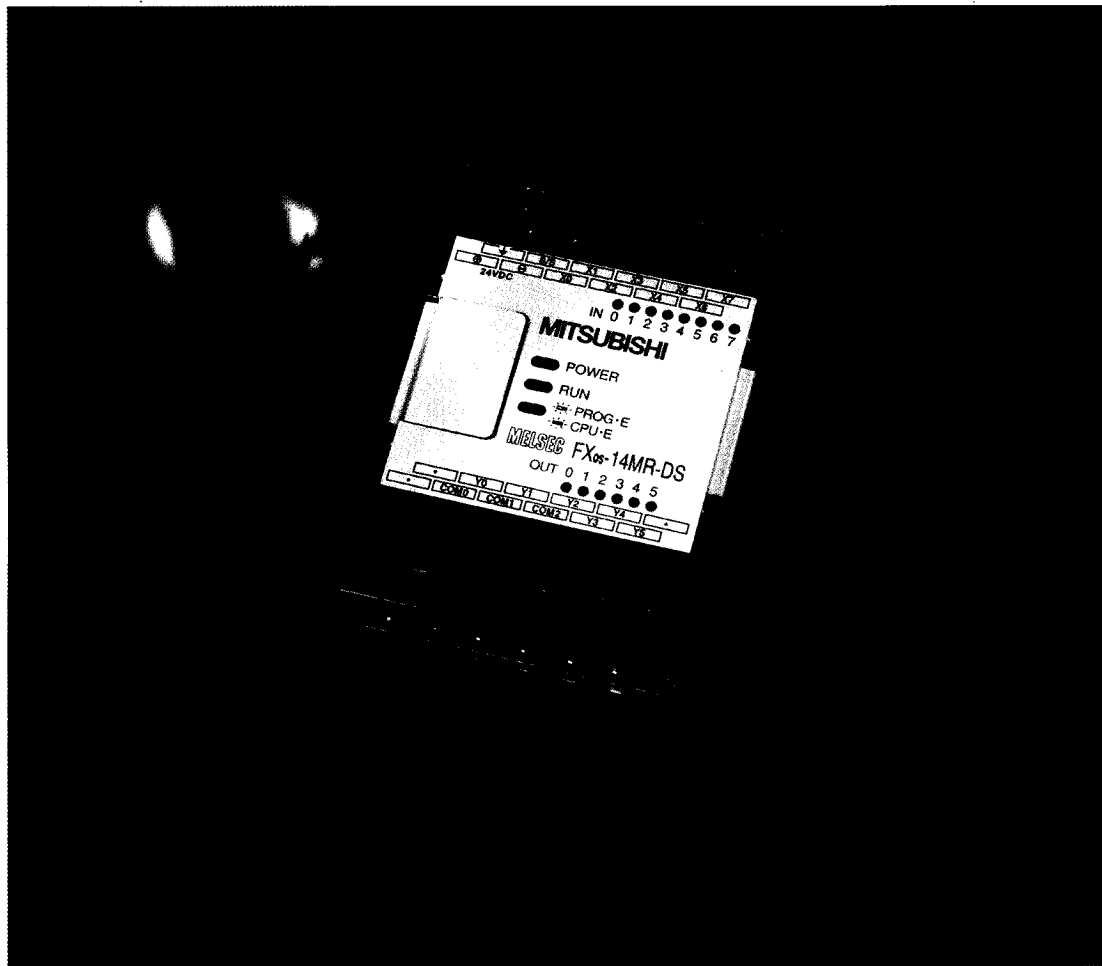 ⏚ S/S X1 X3 X5 X7
⊕ ⊖ X0 X2 X4 X6
24VDC
IN 0 1 2 3 4 5 6 7
MITSUBISHI
POWER
RUN
PROG·E
CPU·E
MELSEC FX0S-14MR-DS
OUT 0 1 2 3 4 5
• Y0 Y1 Y2 Y4 •
• COM0 COM1 COM2 Y3 Y5